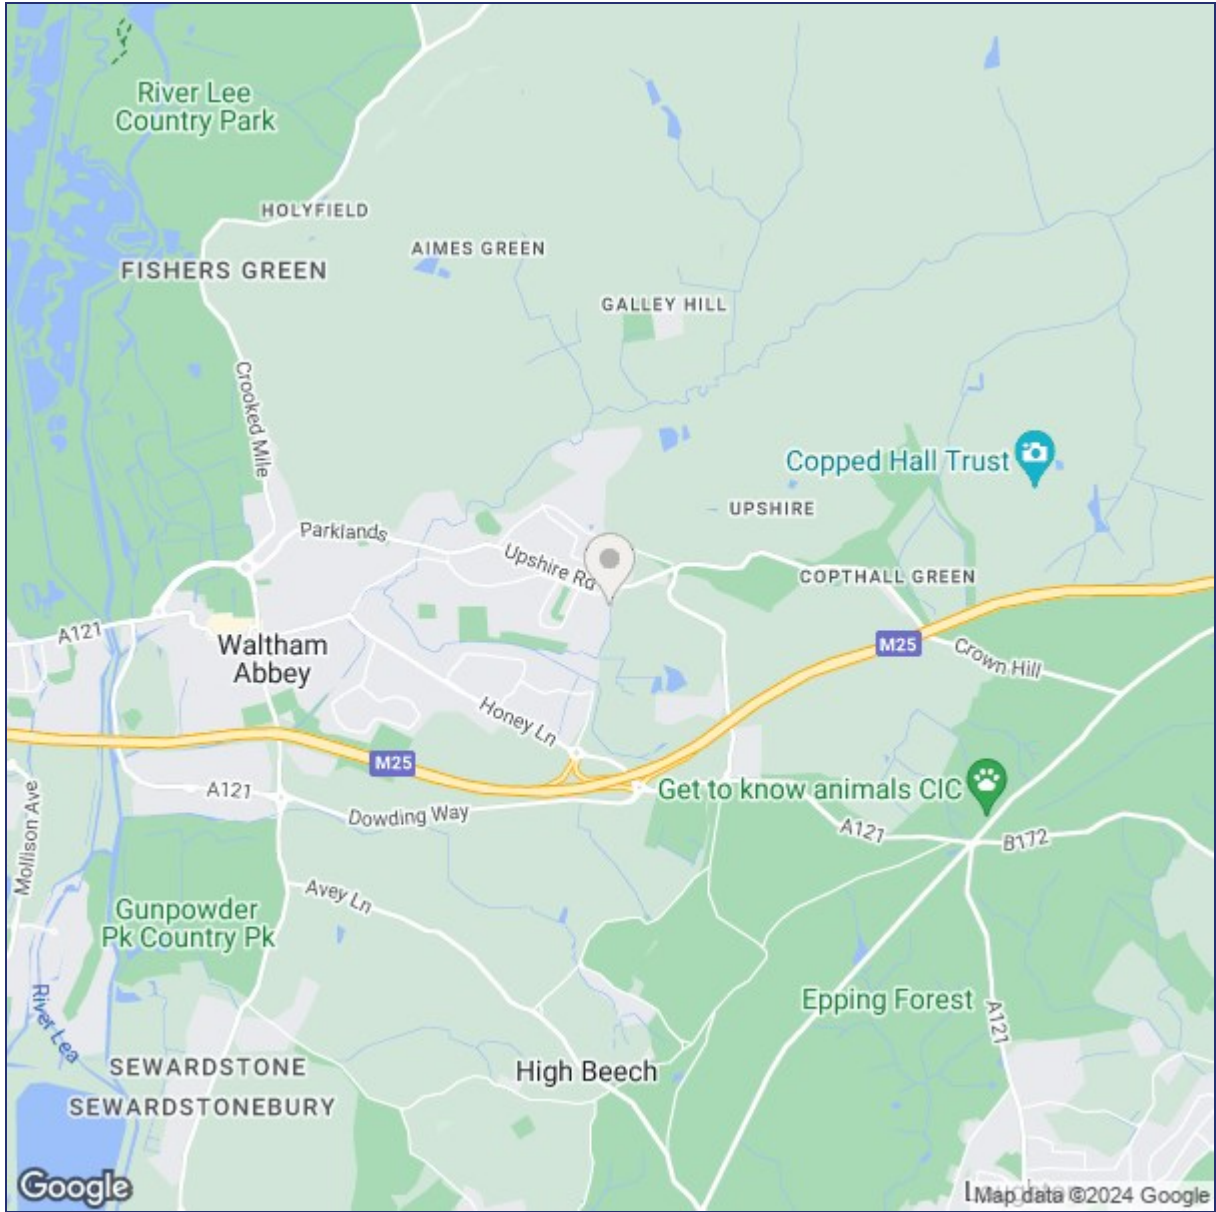 River Lee
Country Park
HOLYFIELD
AIMES GREEN
FISHERS GREEN
GALLEY HILL
Crooked Mile
Copped Hall Trust
UPSHIRE
Parklands
Upshire Rd
COPTHALL GREEN
A121
Waltham
Abbey
M25
Crown Hill
Honey Ln
M25
A121
Get to know animals CIC
Mollison Ave
Dowding Way
A121
B172
Avey Ln
Gunpowder
Pk Country Pk
River Lea
Epping Forest
A121
SEWARDSTONE
High Beech
SEWARDSTONEBURY
Google
Map data ©2024 Google